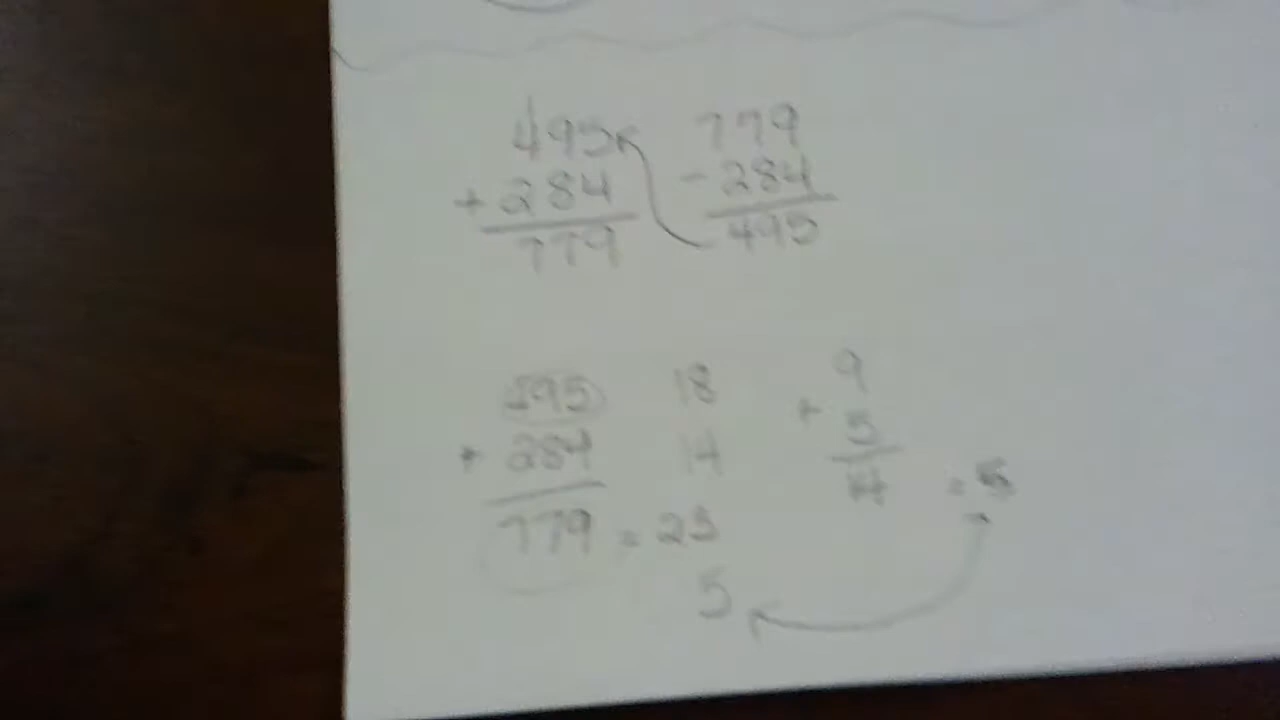 495 779
+ 284 - 284
779 495
495 18 9
+ 284 14 + 5
14 = 5
779 = 23
5